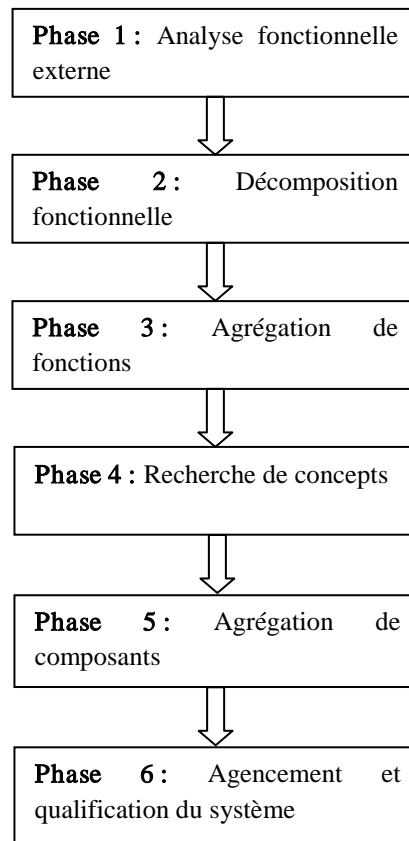 Phase 1 : Analyse fonctionnelle
externe
Phase 2 : Décomposition
fonctionnelle
Phase 3 : Agrégation de
fonctions
Phase 4 : Recherche de concepts
Phase 5 : Agrégation de
composants
Phase 6 : Agencement et
qualification du système